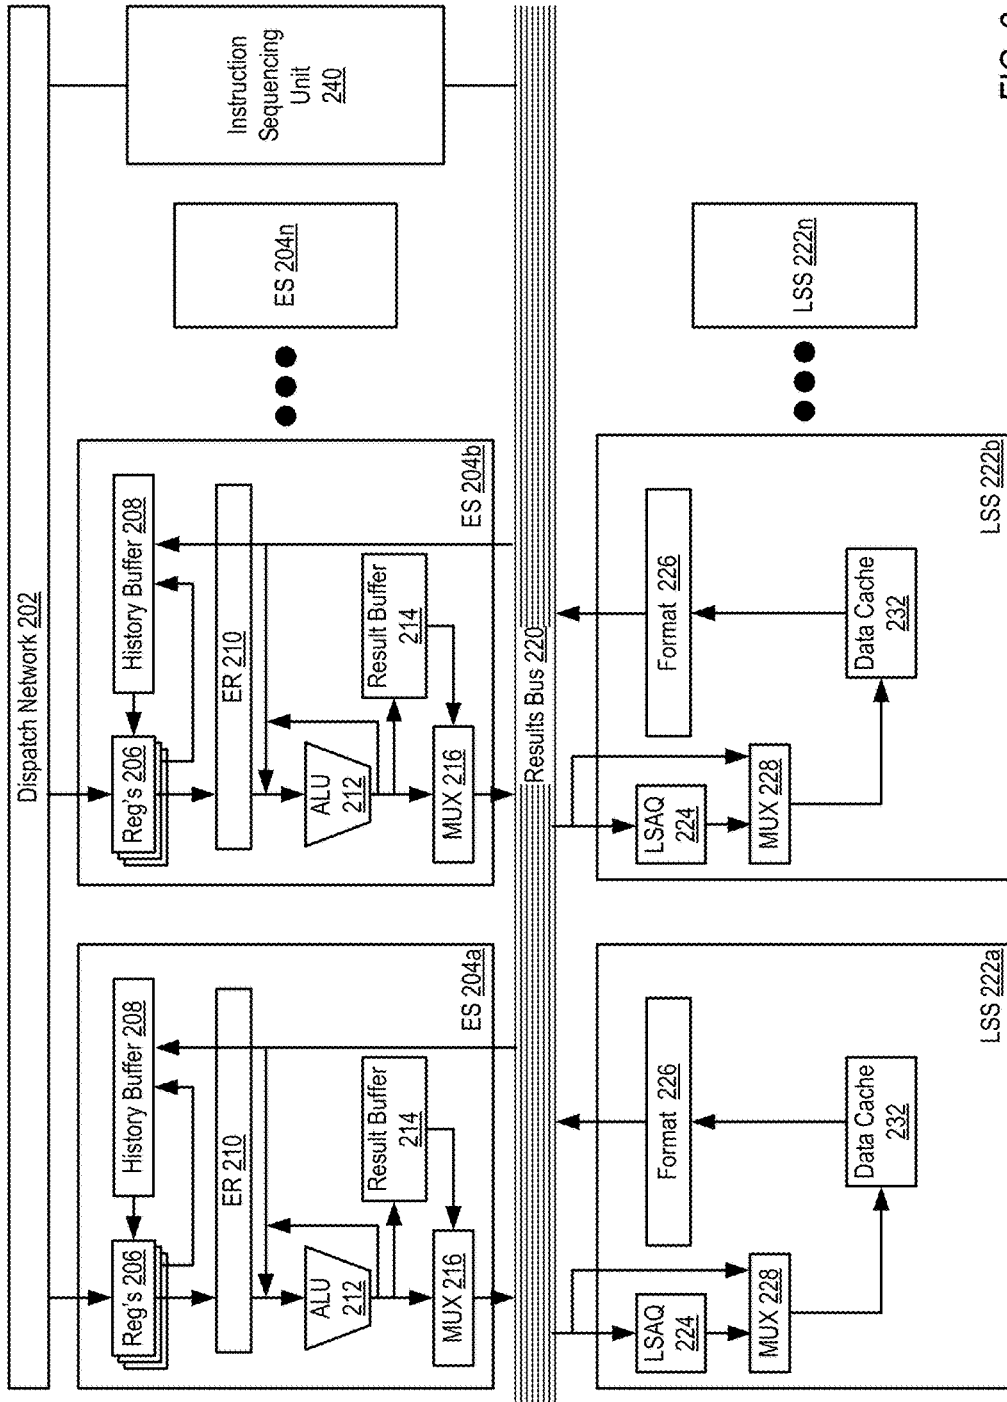 Dispatch Network 202
Reg's 206
History Buffer 208
ER 210
ALU
212
Result Buffer
214
MUX 216
ES 204a
Reg's 206
History Buffer 208
ER 210
ALU
212
Result Buffer
214
MUX 216
ES 204b
ES 204n
Instruction
Sequencing
Unit
240
Results Bus 220
LSAQ
224
Format 226
MUX 228
Data Cache
232
LSS 222a
LSAQ
224
Format 226
MUX 228
Data Cache
232
LSS 222b
LSS 222n